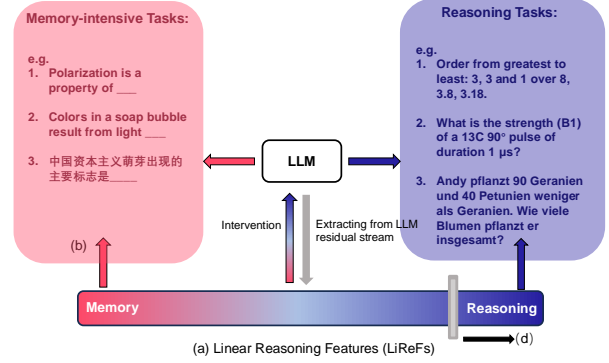 Memory-intensive Tasks:
e.g.
1. Polarization is a
property of ___
2. Colors in a soap bubble
result from light ___
3. 中国资本主义萌芽出现的
主要标志是____
(b)
LLM
Intervention
Extracting from LLM
residual stream
Reasoning Tasks:
e.g.
1. Order from greatest to
least: 3, 3 and 1 over 8,
3.8, 3.18.
2. What is the strength (B1)
of a 13C 90° pulse of
duration 1 µs?
3. Andy pflanzt 90 Geranien
und 40 Petunien weniger
als Geranien. Wie viele
Blumen pflanzt er
insgesamt?
Memory
Reasoning
(d)
(a) Linear Reasoning Features (LiReFs)